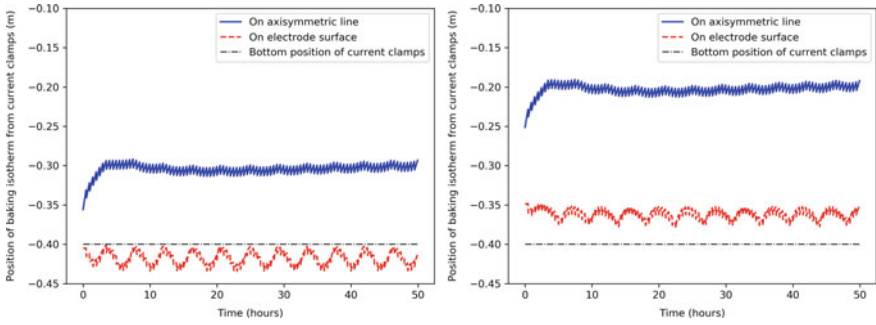 Position of baking isotherm from current clamps (m)
−0.10
−0.15
−0.20
−0.25
−0.30
−0.35
−0.40
−0.45
0
10
20
30
40
50
Time (hours)
On axisymmetric line
On electrode surface
Bottom position of current clamps
Position of baking isotherm from current clamps (m)
−0.10
−0.15
−0.20
−0.25
−0.30
−0.35
−0.40
−0.45
0
10
20
30
40
50
Time (hours)
On axisymmetric line
On electrode surface
Bottom position of current clamps